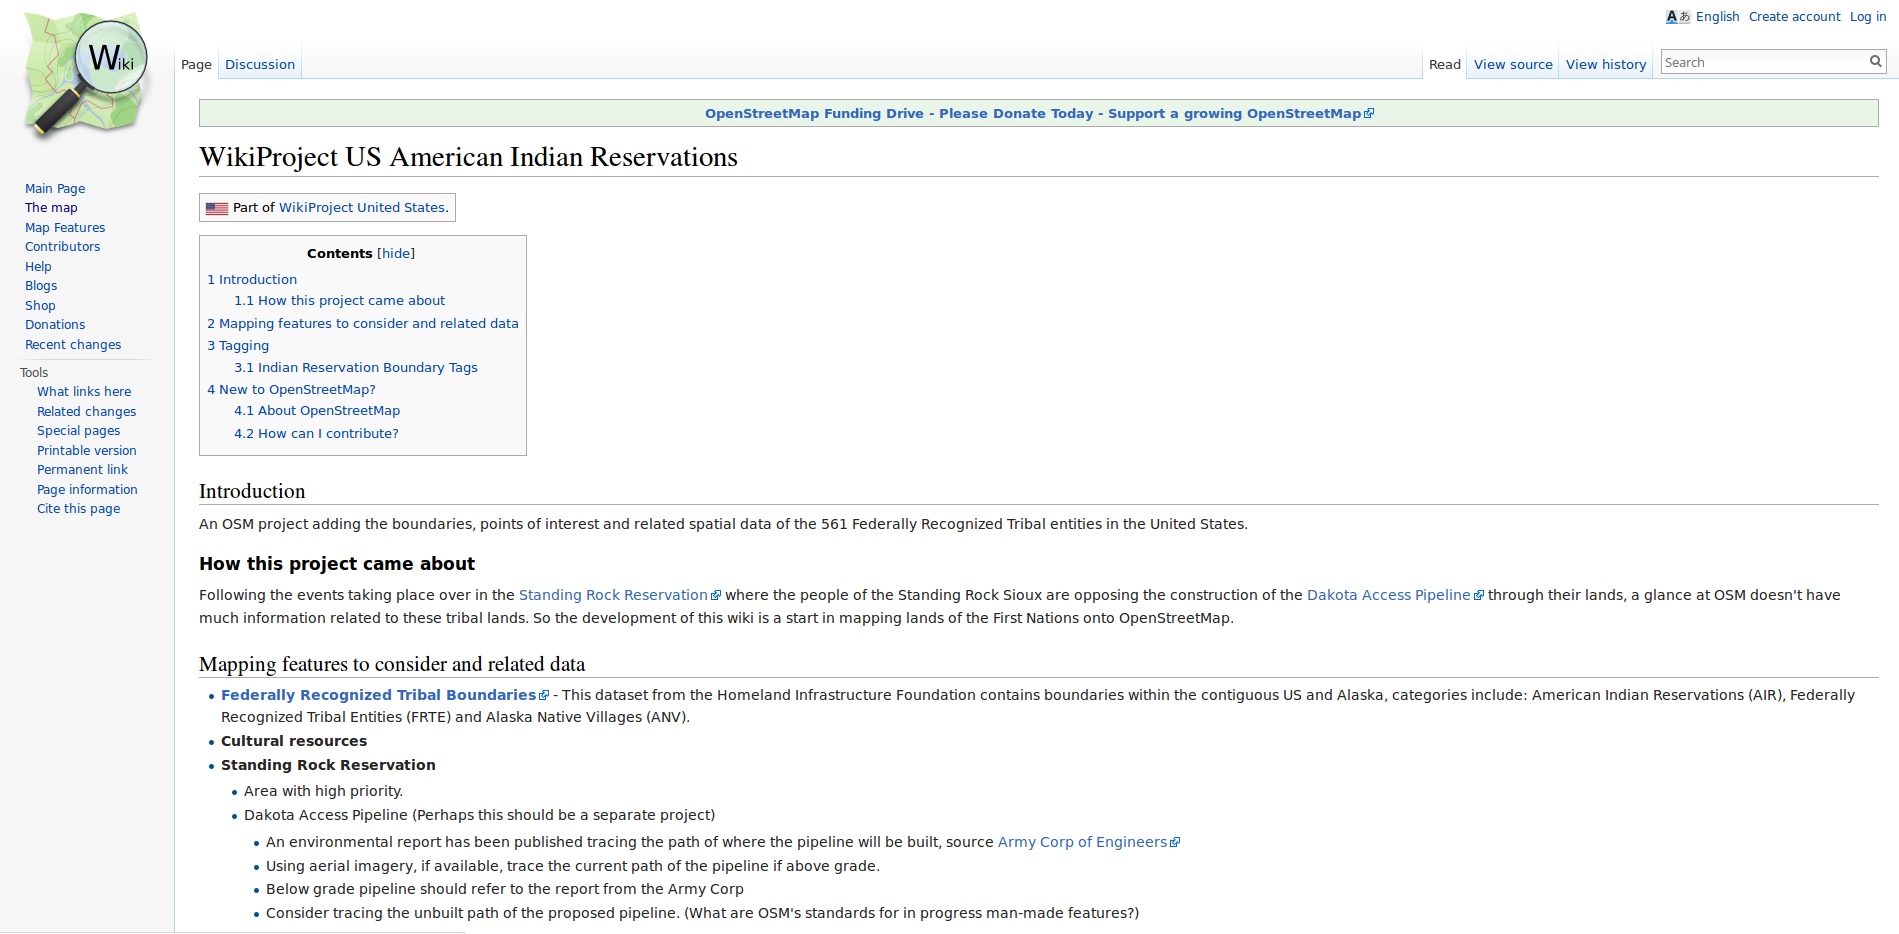 Wiki
English Create account Log in
Page Discussion Read View source View history Search
Main Page
The map
Map Features
Contributors
Help
Blogs
Shop
Donations
Recent changes
Tools
What links here
Related changes
Special pages
Printable version
Permanent link
Page information
Cite this page
OpenStreetMap Funding Drive - Please Donate Today - Support a growing OpenStreetMap
WikiProject US American Indian Reservations
Part of WikiProject United States.
Contents [hide]
1 Introduction
1.1 How this project came about
2 Mapping features to consider and related data
3 Tagging
3.1 Indian Reservation Boundary Tags
4 New to OpenStreetMap?
4.1 About OpenStreetMap
4.2 How can I contribute?
Introduction
An OSM project adding the boundaries, points of interest and related spatial data of the 561 Federally Recognized Tribal entities in the United States.
How this project came about
Following the events taking place over in the Standing Rock Reservation where the people of the Standing Rock Sioux are opposing the construction of the Dakota Access Pipeline through their lands, a glance at OSM doesn't have
much information related to these tribal lands. So the development of this wiki is a start in mapping lands of the First Nations onto OpenStreetMap.
Mapping features to consider and related data
• Federally Recognized Tribal Boundaries - This dataset from the Homeland Infrastructure Foundation contains boundaries within the contiguous US and Alaska, categories include: American Indian Reservations (AIR), Federally
Recognized Tribal Entities (FRTE) and Alaska Native Villages (ANV).
• Cultural resources
• Standing Rock Reservation
• Area with high priority.
• Dakota Access Pipeline (Perhaps this should be a separate project)
• An environmental report has been published tracing the path of where the pipeline will be built, source Army Corp of Engineers
• Using aerial imagery, if available, trace the current path of the pipeline if above grade.
• Below grade pipeline should refer to the report from the Army Corp
• Consider tracing the unbuilt path of the proposed pipeline. (What are OSM's standards for in progress man-made features?)